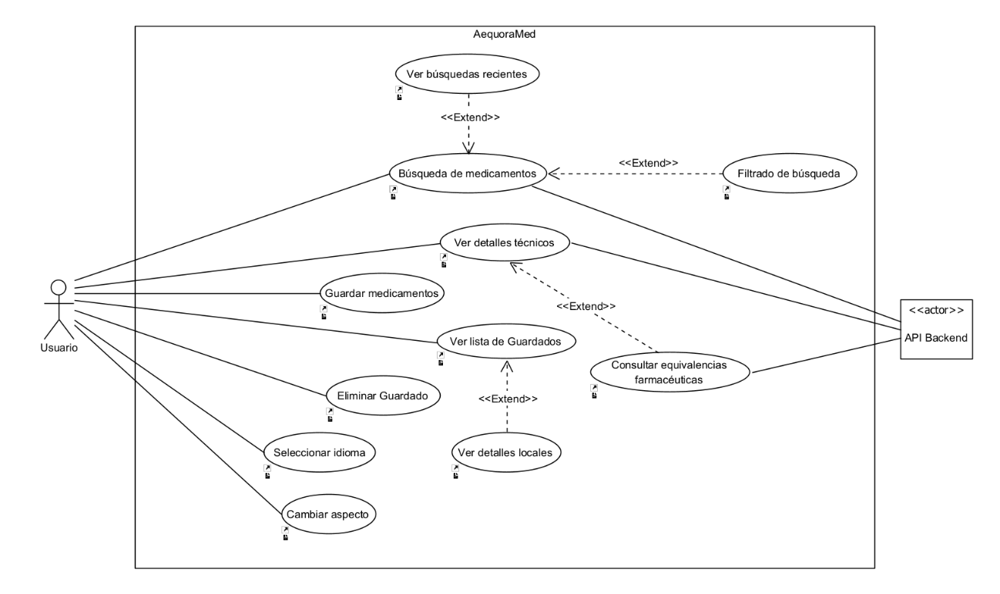 AequoraMed
Ver búsquedas recientes
<<Extend>>
Búsqueda de medicamentos
<<Extend>>
Filtrado de búsqueda
Ver detalles técnicos
Guardar medicamentos
<<Extend>>
<<actor>>
API Backend
Usuario
Ver lista de Guardados
Consultar equivalencias
farmacéuticas
Eliminar Guardado
<<Extend>>
Seleccionar idioma
Ver detalles locales
Cambiar aspecto